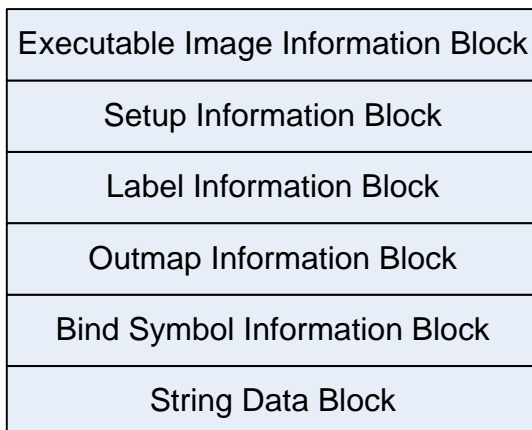 Executable Image Information Block
Setup Information Block
Label Information Block
Outmap Information Block
Bind Symbol Information Block
String Data Block